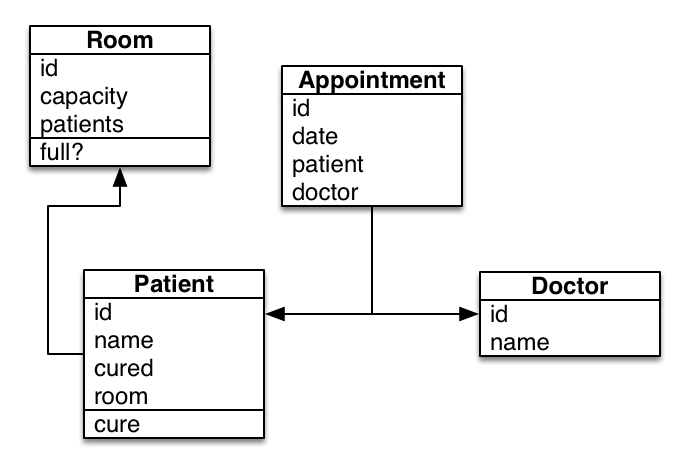 Room
id
capacity
patients
full?
Appointment
id
date
patient
doctor
Patient
id
name
cured
room
cure
Doctor
id
name